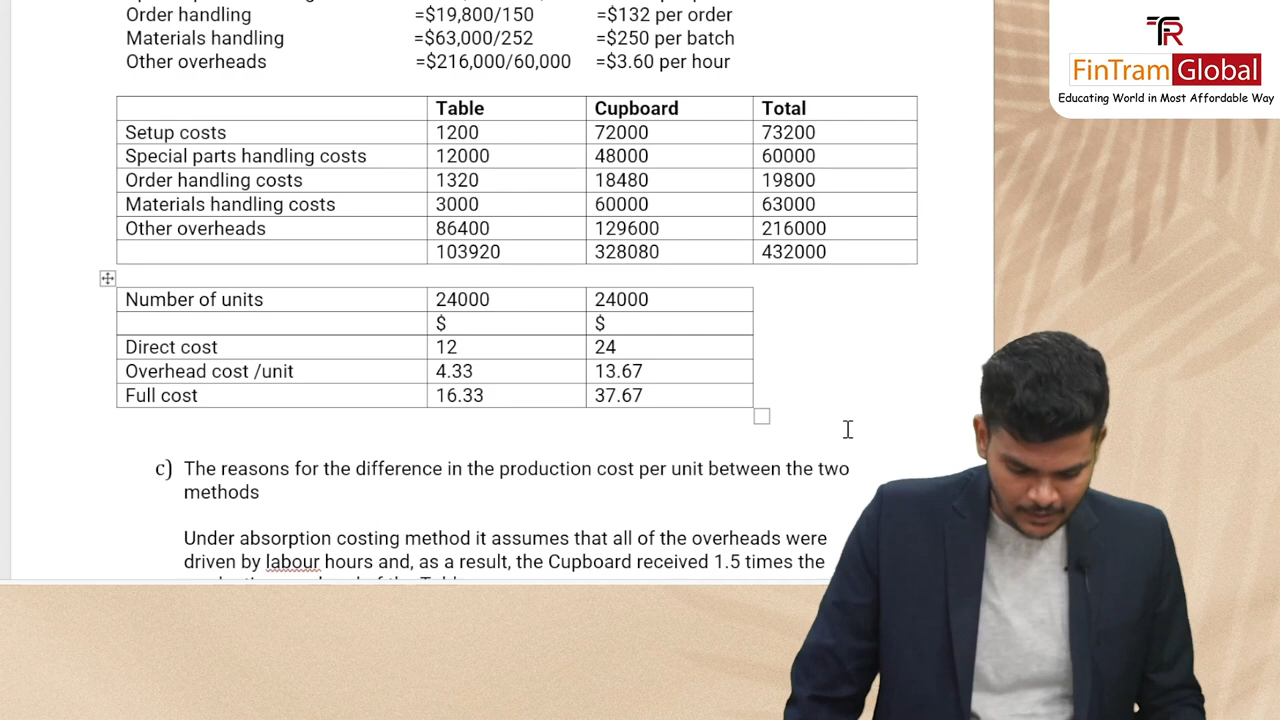 Order handling =$19,800/150 =$132 per order
Materials handling =$63,000/252 =$250 per batch
Other overheads =$216,000/60,000 =$3.60 per hour
TR
FinTram Global
Educating World in Most Affordable Way
Table Cupboard Total
Setup costs 1200 72000 73200
Special parts handling costs 12000 48000 60000
Order handling costs 1320 18480 19800
Materials handling costs 3000 60000 63000
Other overheads 86400 129600 216000
103920 328080 432000
Number of units 24000 24000
$ $
Direct cost 12 24
Overhead cost /unit 4.33 13.67
Full cost 16.33 37.67
c) The reasons for the difference in the production cost per unit between the two
methods
Under absorption costing method it assumes that all of the overheads were
driven by labour hours and, as a result, the Cupboard received 1.5 times the